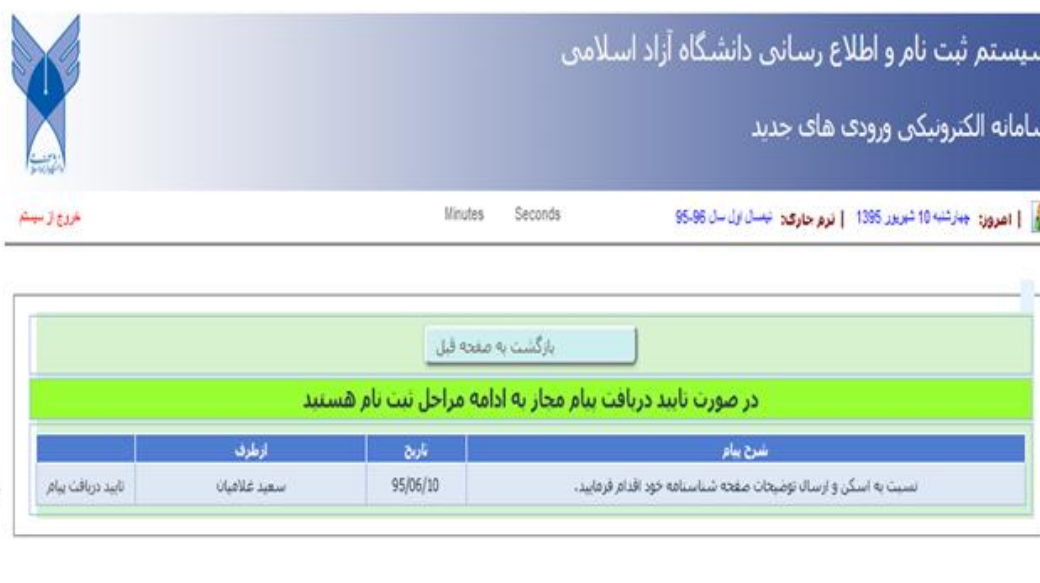 سیستم ثبت نام و اطلاع رسانی دانشگاه آزاد اسلامی
سامانه الکترونیکی ورودی های جدید
| امروز: چهارشنبه 10 شهریور 1395 | ترم جاری: نیمسال اول سال 96-95 Seconds Minutes خروج از سیستم
بازگشت به صفحه قبل
در صورت تایید دریافت پیام مجاز به ادامه مراحل ثبت نام هستید
شرح پیام تاریخ ازطرف
نسبت به اسکن و ارسال توضیحات صفحه شناسنامه خود اقدام فرمایید. 95/06/10 سعید غلامیان تایید دریافت پیام